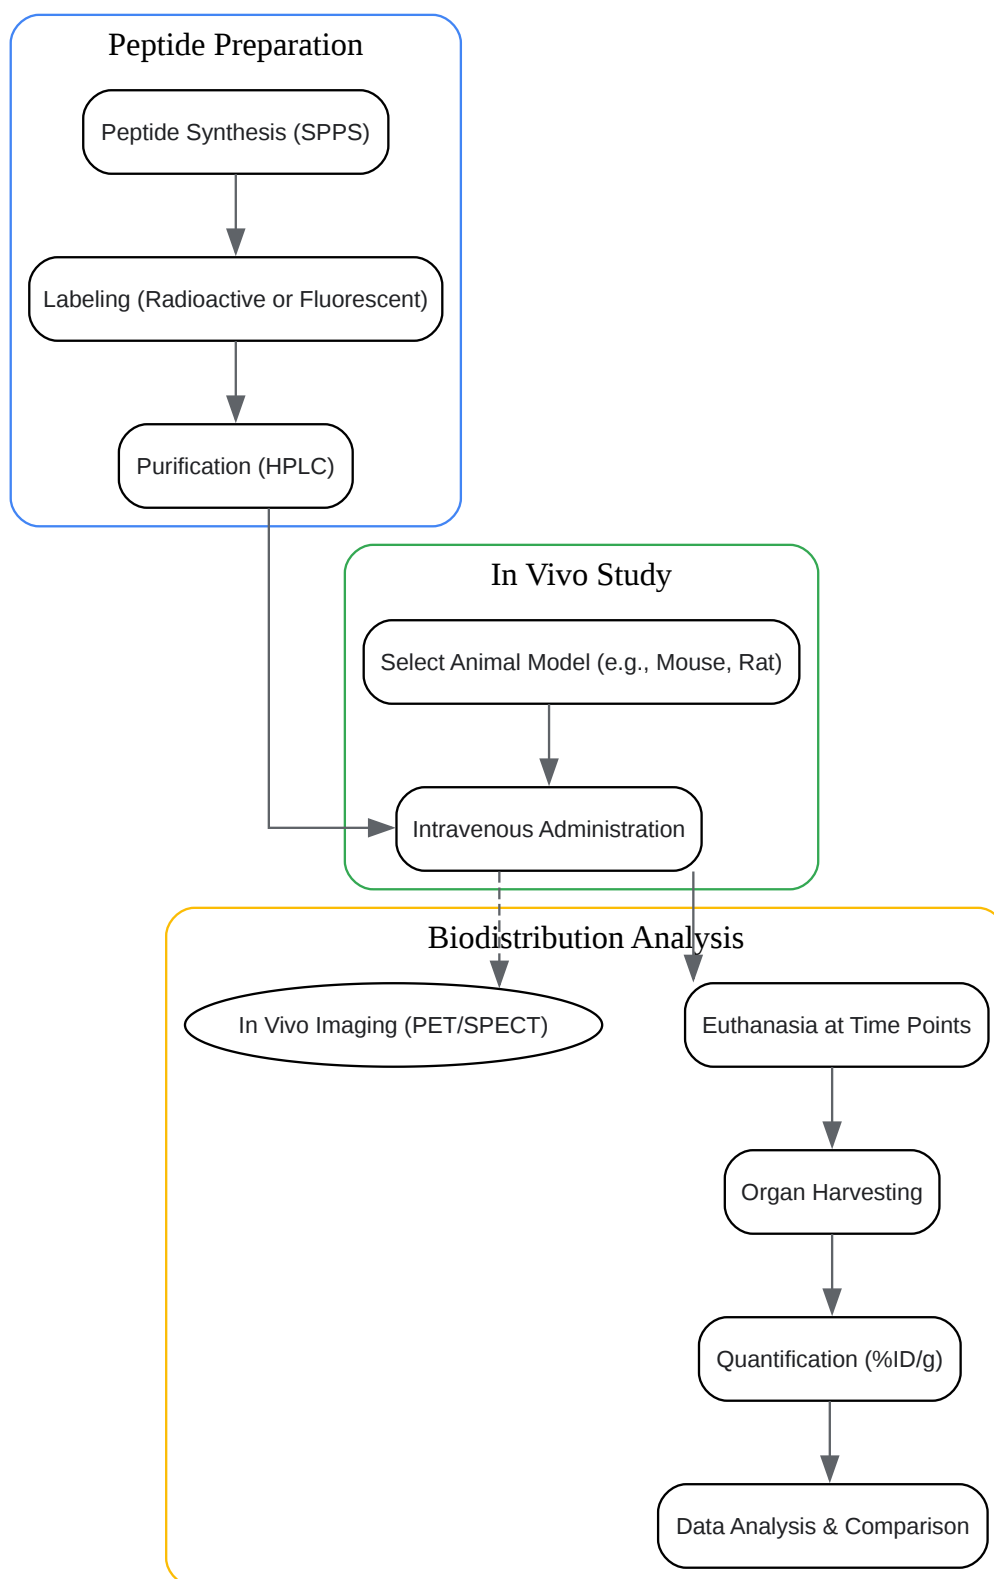 Peptide Preparation
Peptide Synthesis (SPPS)
Labeling (Radioactive or Fluorescent)
Purification (HPLC)
In Vivo Study
Select Animal Model (e.g., Mouse, Rat)
Intravenous Administration
Biodistribution Analysis
In Vivo Imaging (PET/SPECT)
Euthanasia at Time Points
Organ Harvesting
Quantification (%ID/g)
Data Analysis & Comparison